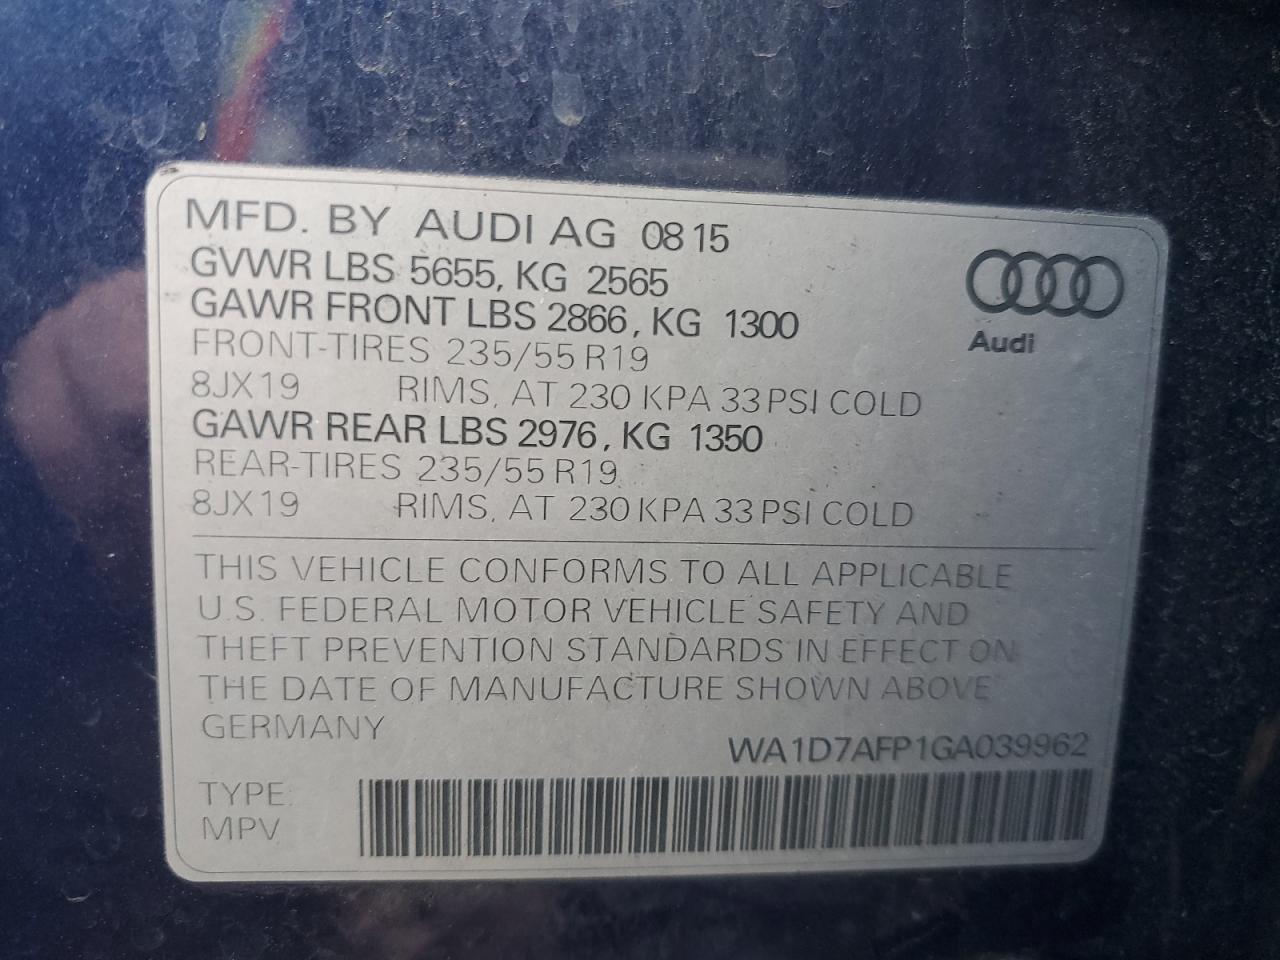 MFD. BY AUDI AG 08 15
GVWR LBS 5655, KG 2565
GAWR FRONT LBS 2866, KG 1300
FRONT-TIRES 235/55 R19
8JX19 RIMS, AT 230 KPA 33 PSI COLD
GAWR REAR LBS 2976, KG 1350
REAR-TIRES 235/55 R19
8JX19 RIMS, AT 230 KPA 33 PSI COLD
Audi
THIS VEHICLE CONFORMS TO ALL APPLICABLE
U.S. FEDERAL MOTOR VEHICLE SAFETY AND
THEFT PREVENTION STANDARDS IN EFFECT ON
THE DATE OF MANUFACTURE SHOWN ABOVE
GERMANY
WA1D7AFP1GA039962
TYPE:
MPV